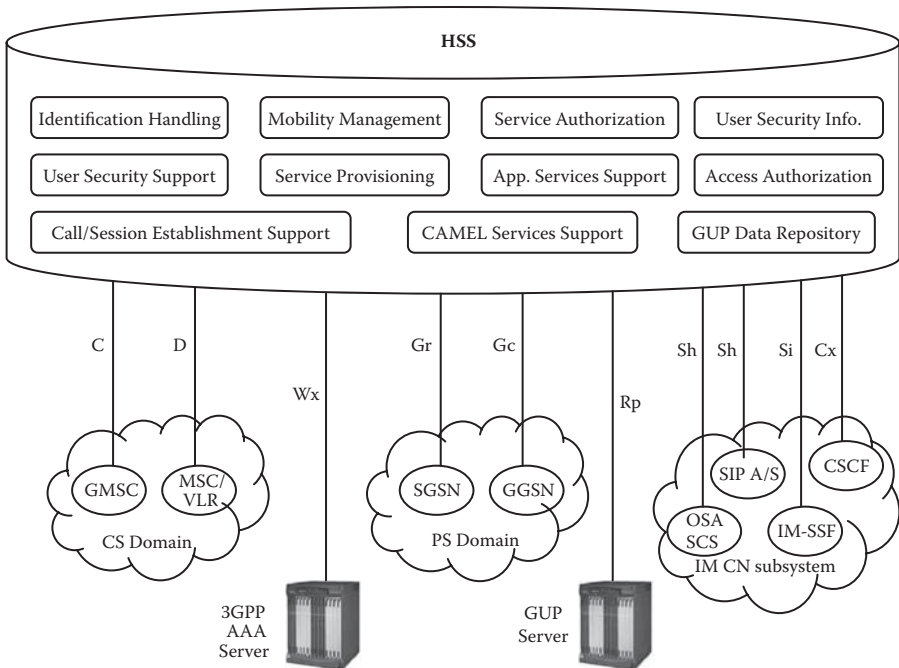 HSS
Identification Handling
Mobility Management
Service Authorization
User Security Info.
User Security Support
Service Provisioning
App. Services Support
Access Authorization
Call/Session Establishment Support
CAMEL Services Support
GUP Data Repository
C
D
Wx
Gr
Gc
Rp
Sh
Sh
Si
Cx
GMSC
MSC/
VLR
CS Domain
SGSN
GGSN
PS Domain
SIP A/S
CSCF
OSA
SCS
IM-SSF
IM CN subsystem
3GPP
AAA
Server
GUP
Server